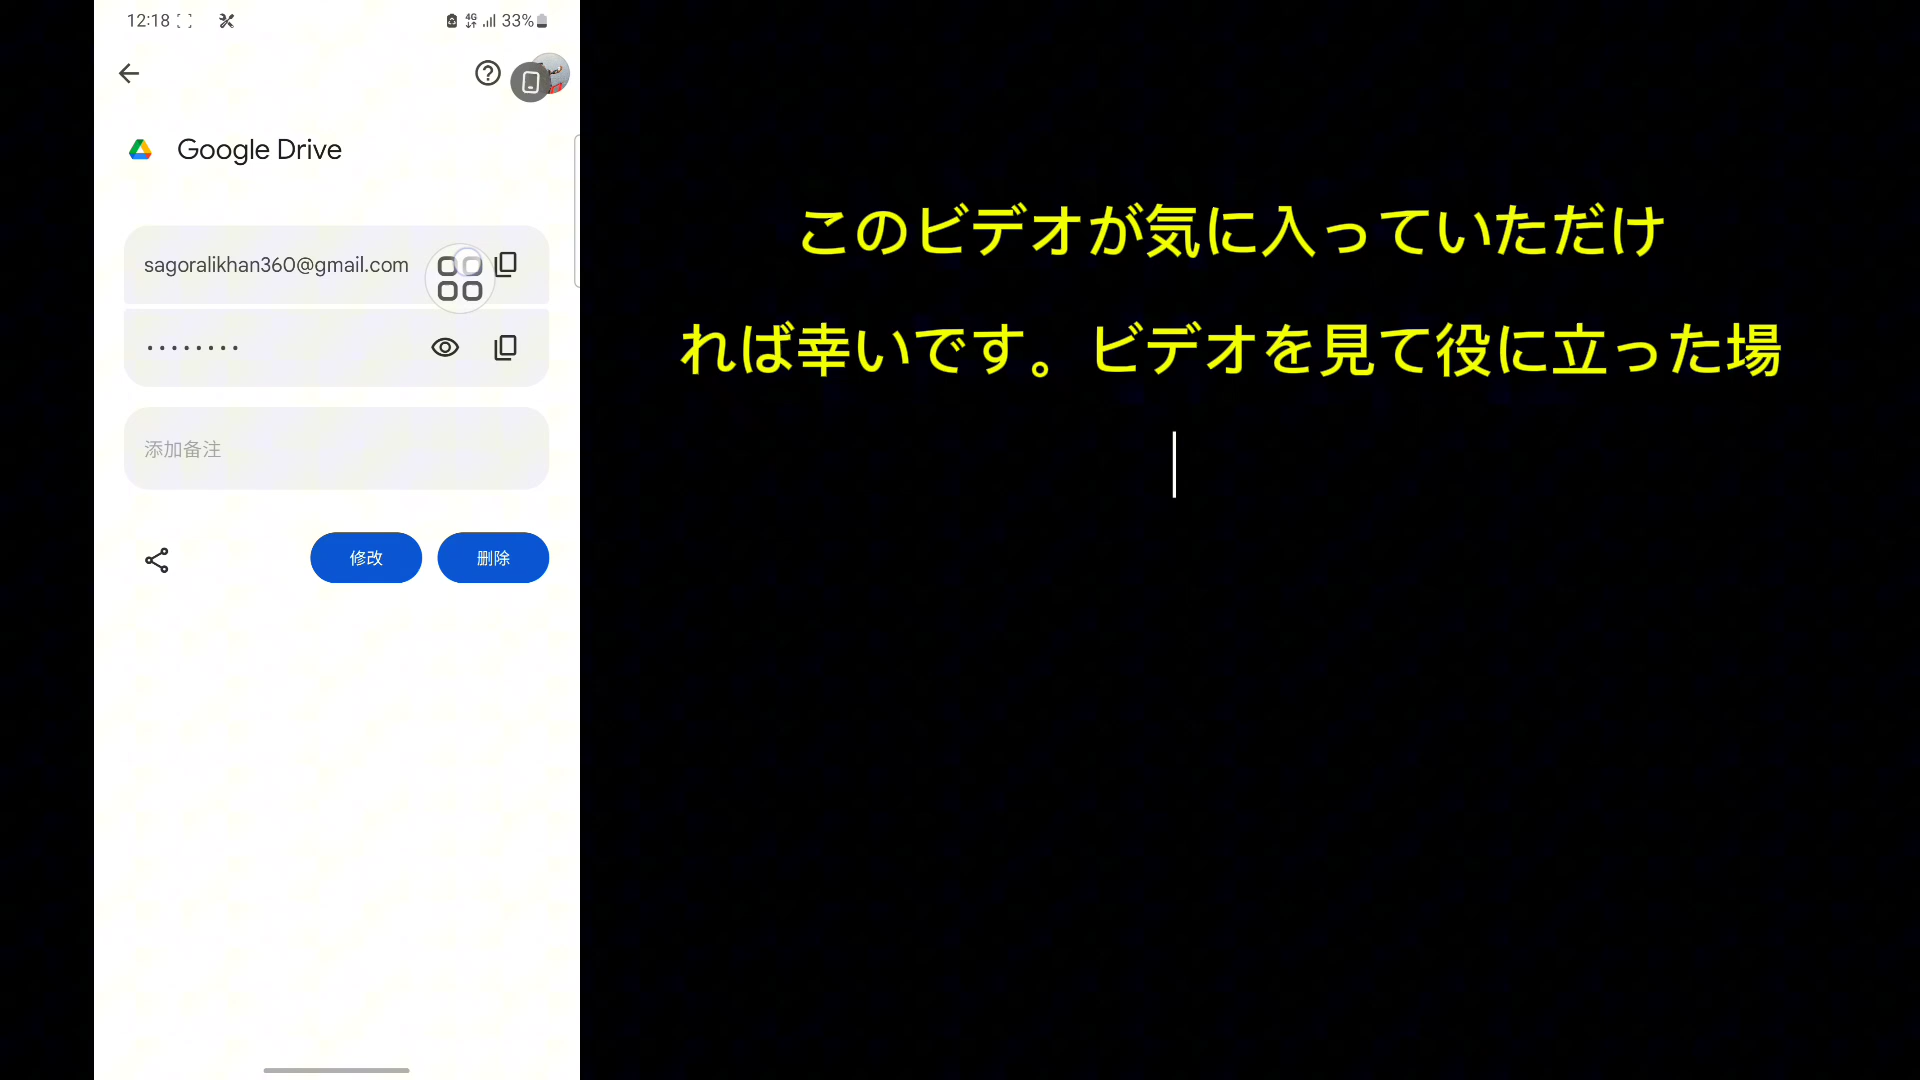 12:18
4G
33%
Google Drive
sagoralikhan360@gmail.com
••••••••
添加备注
修改
删除
このビデオが気に入っていただけ
れば幸いです。ビデオを見て役に立った場